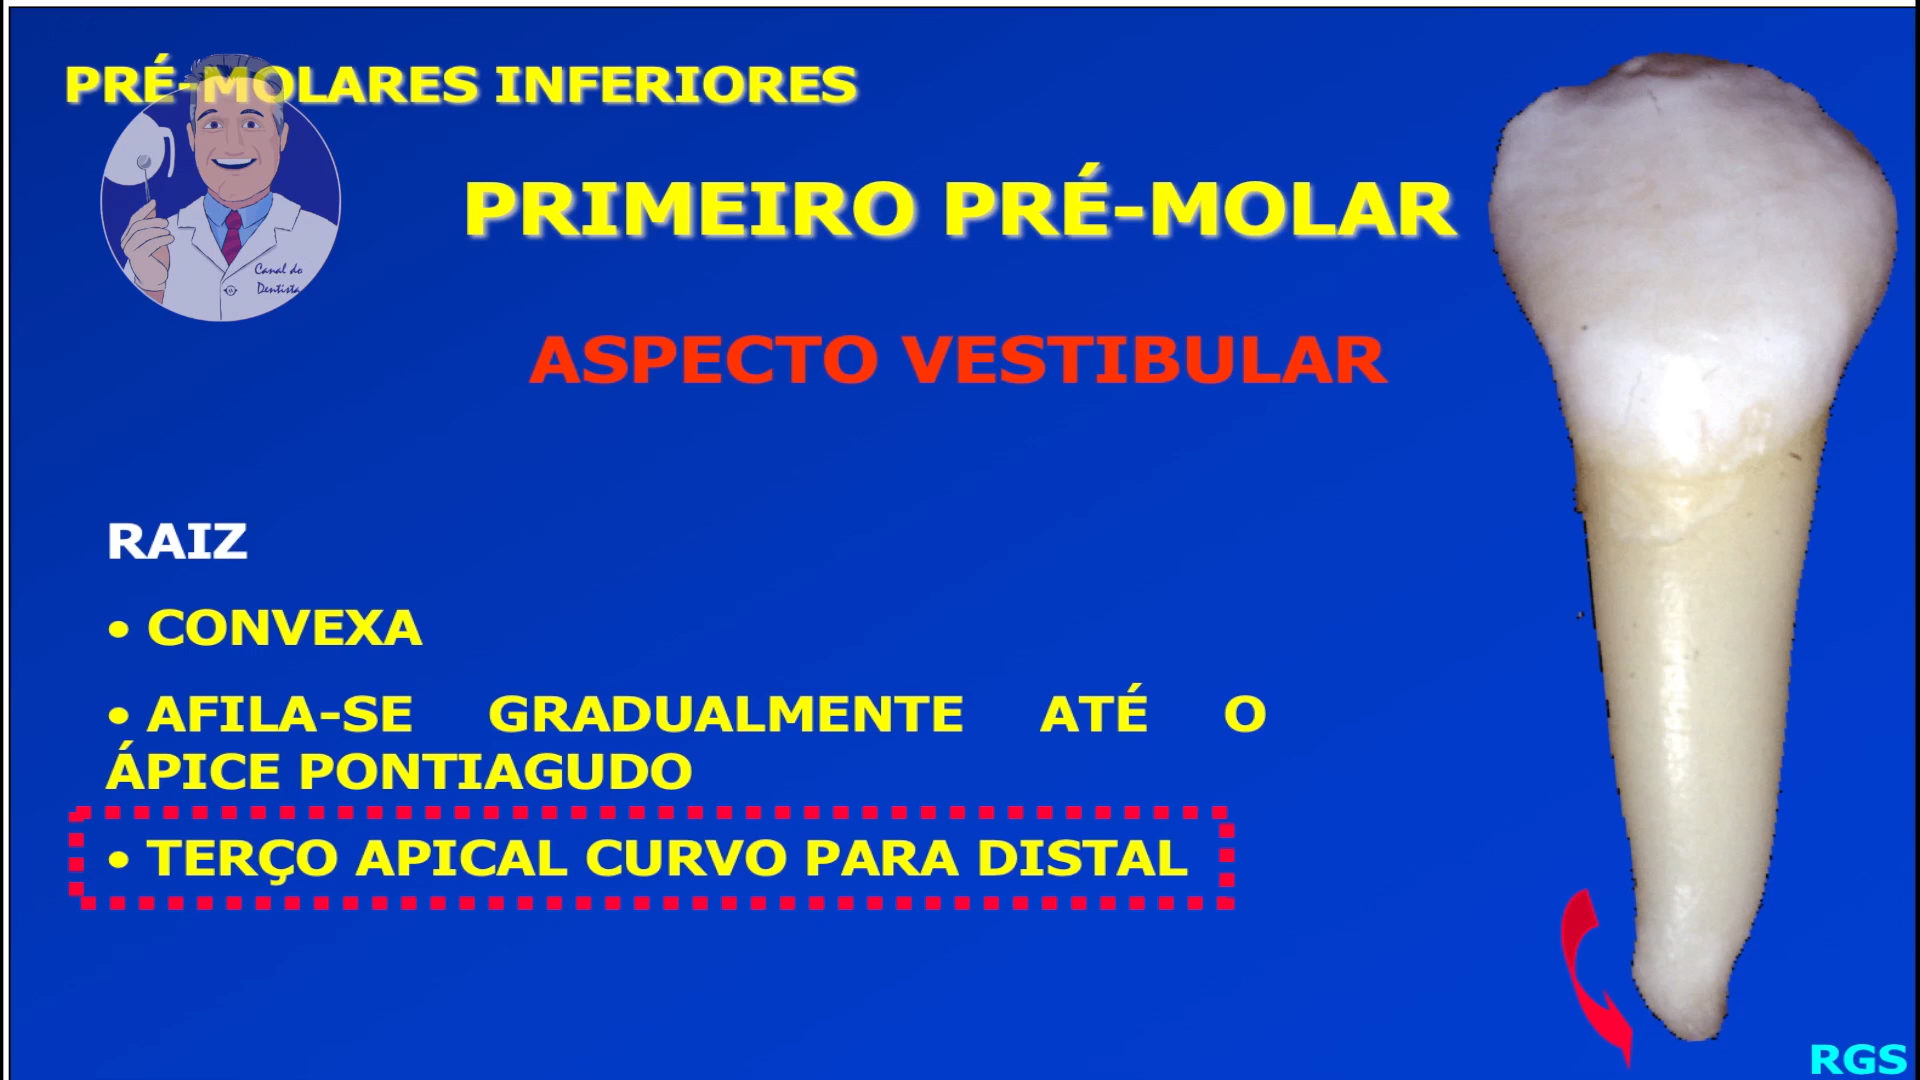 PRÉ-MOLARES INFERIORES
PRIMEIRO PRÉ-MOLAR
Canal do
Dentista
ASPECTO VESTIBULAR
RAIZ
• CONVEXA
• AFILA-SE GRADUALMENTE ATÉ O
ÁPICE PONTIAGUDO
• TERÇO APICAL CURVO PARA DISTAL
RGS